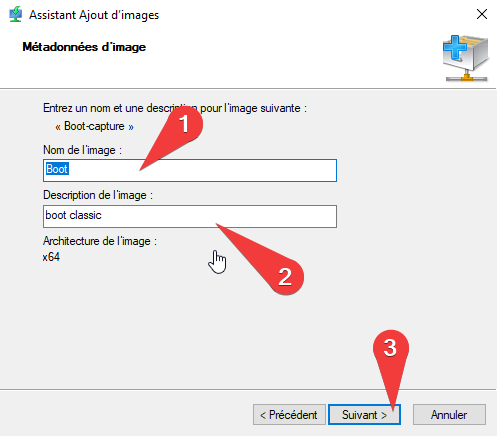 Assistant Ajout d'images
Métadonnées d'image
Entrez un nom et une description pour l'image suivante :
« Boot-capture »
1
Nom de l'image :
Boot
Description de l'image :
boot classic
Architecture de l'image :
x64
2
3
< Précédent Suivant > Annuler